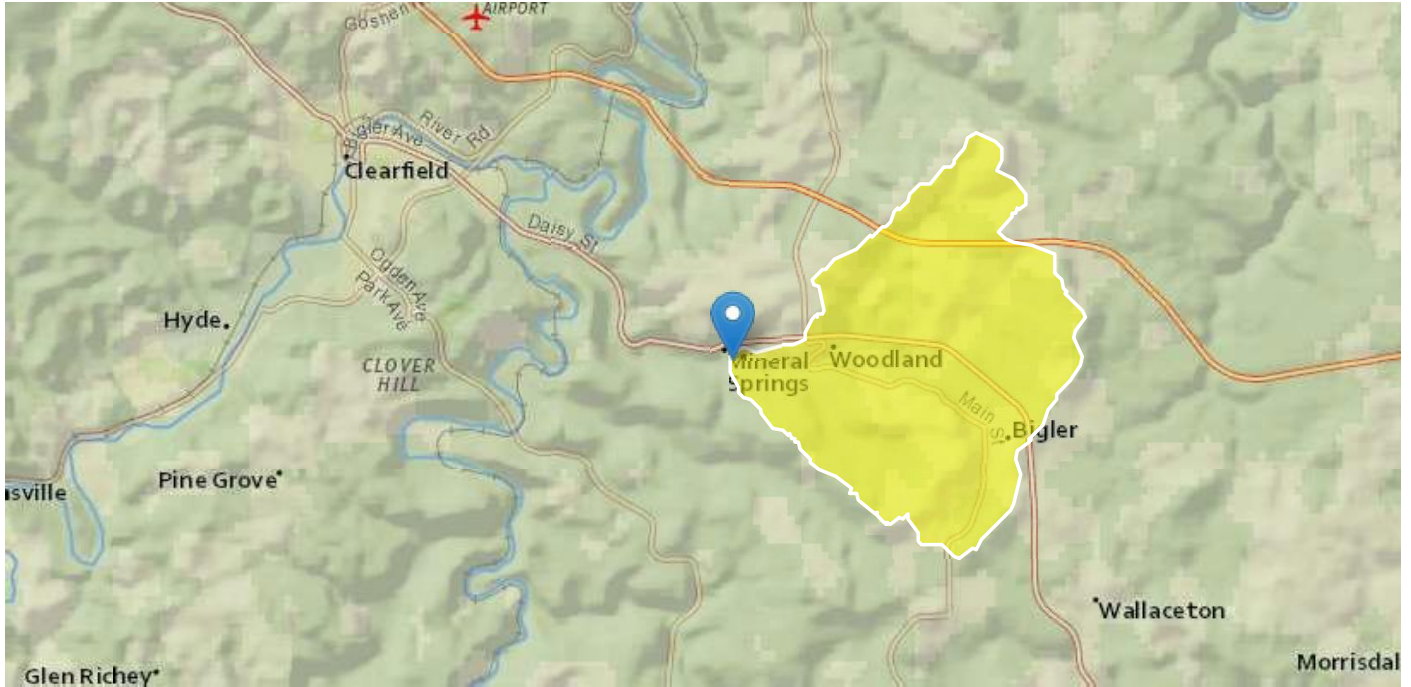 AIRPORT
Goshen
River Rd
Bigler Ave
Clearfield
Daisy St
Ogden Ave
Park Ave
Hyde
CLOVER
HILL
Mineral
Springs
Woodland
Main St
Bigler
Pine Grove
nsville
Wallaceton
Morrisdal
Glen Richey